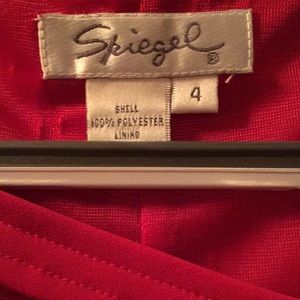 Spiegel®
4
SHELL
100% POLYESTER
LINING